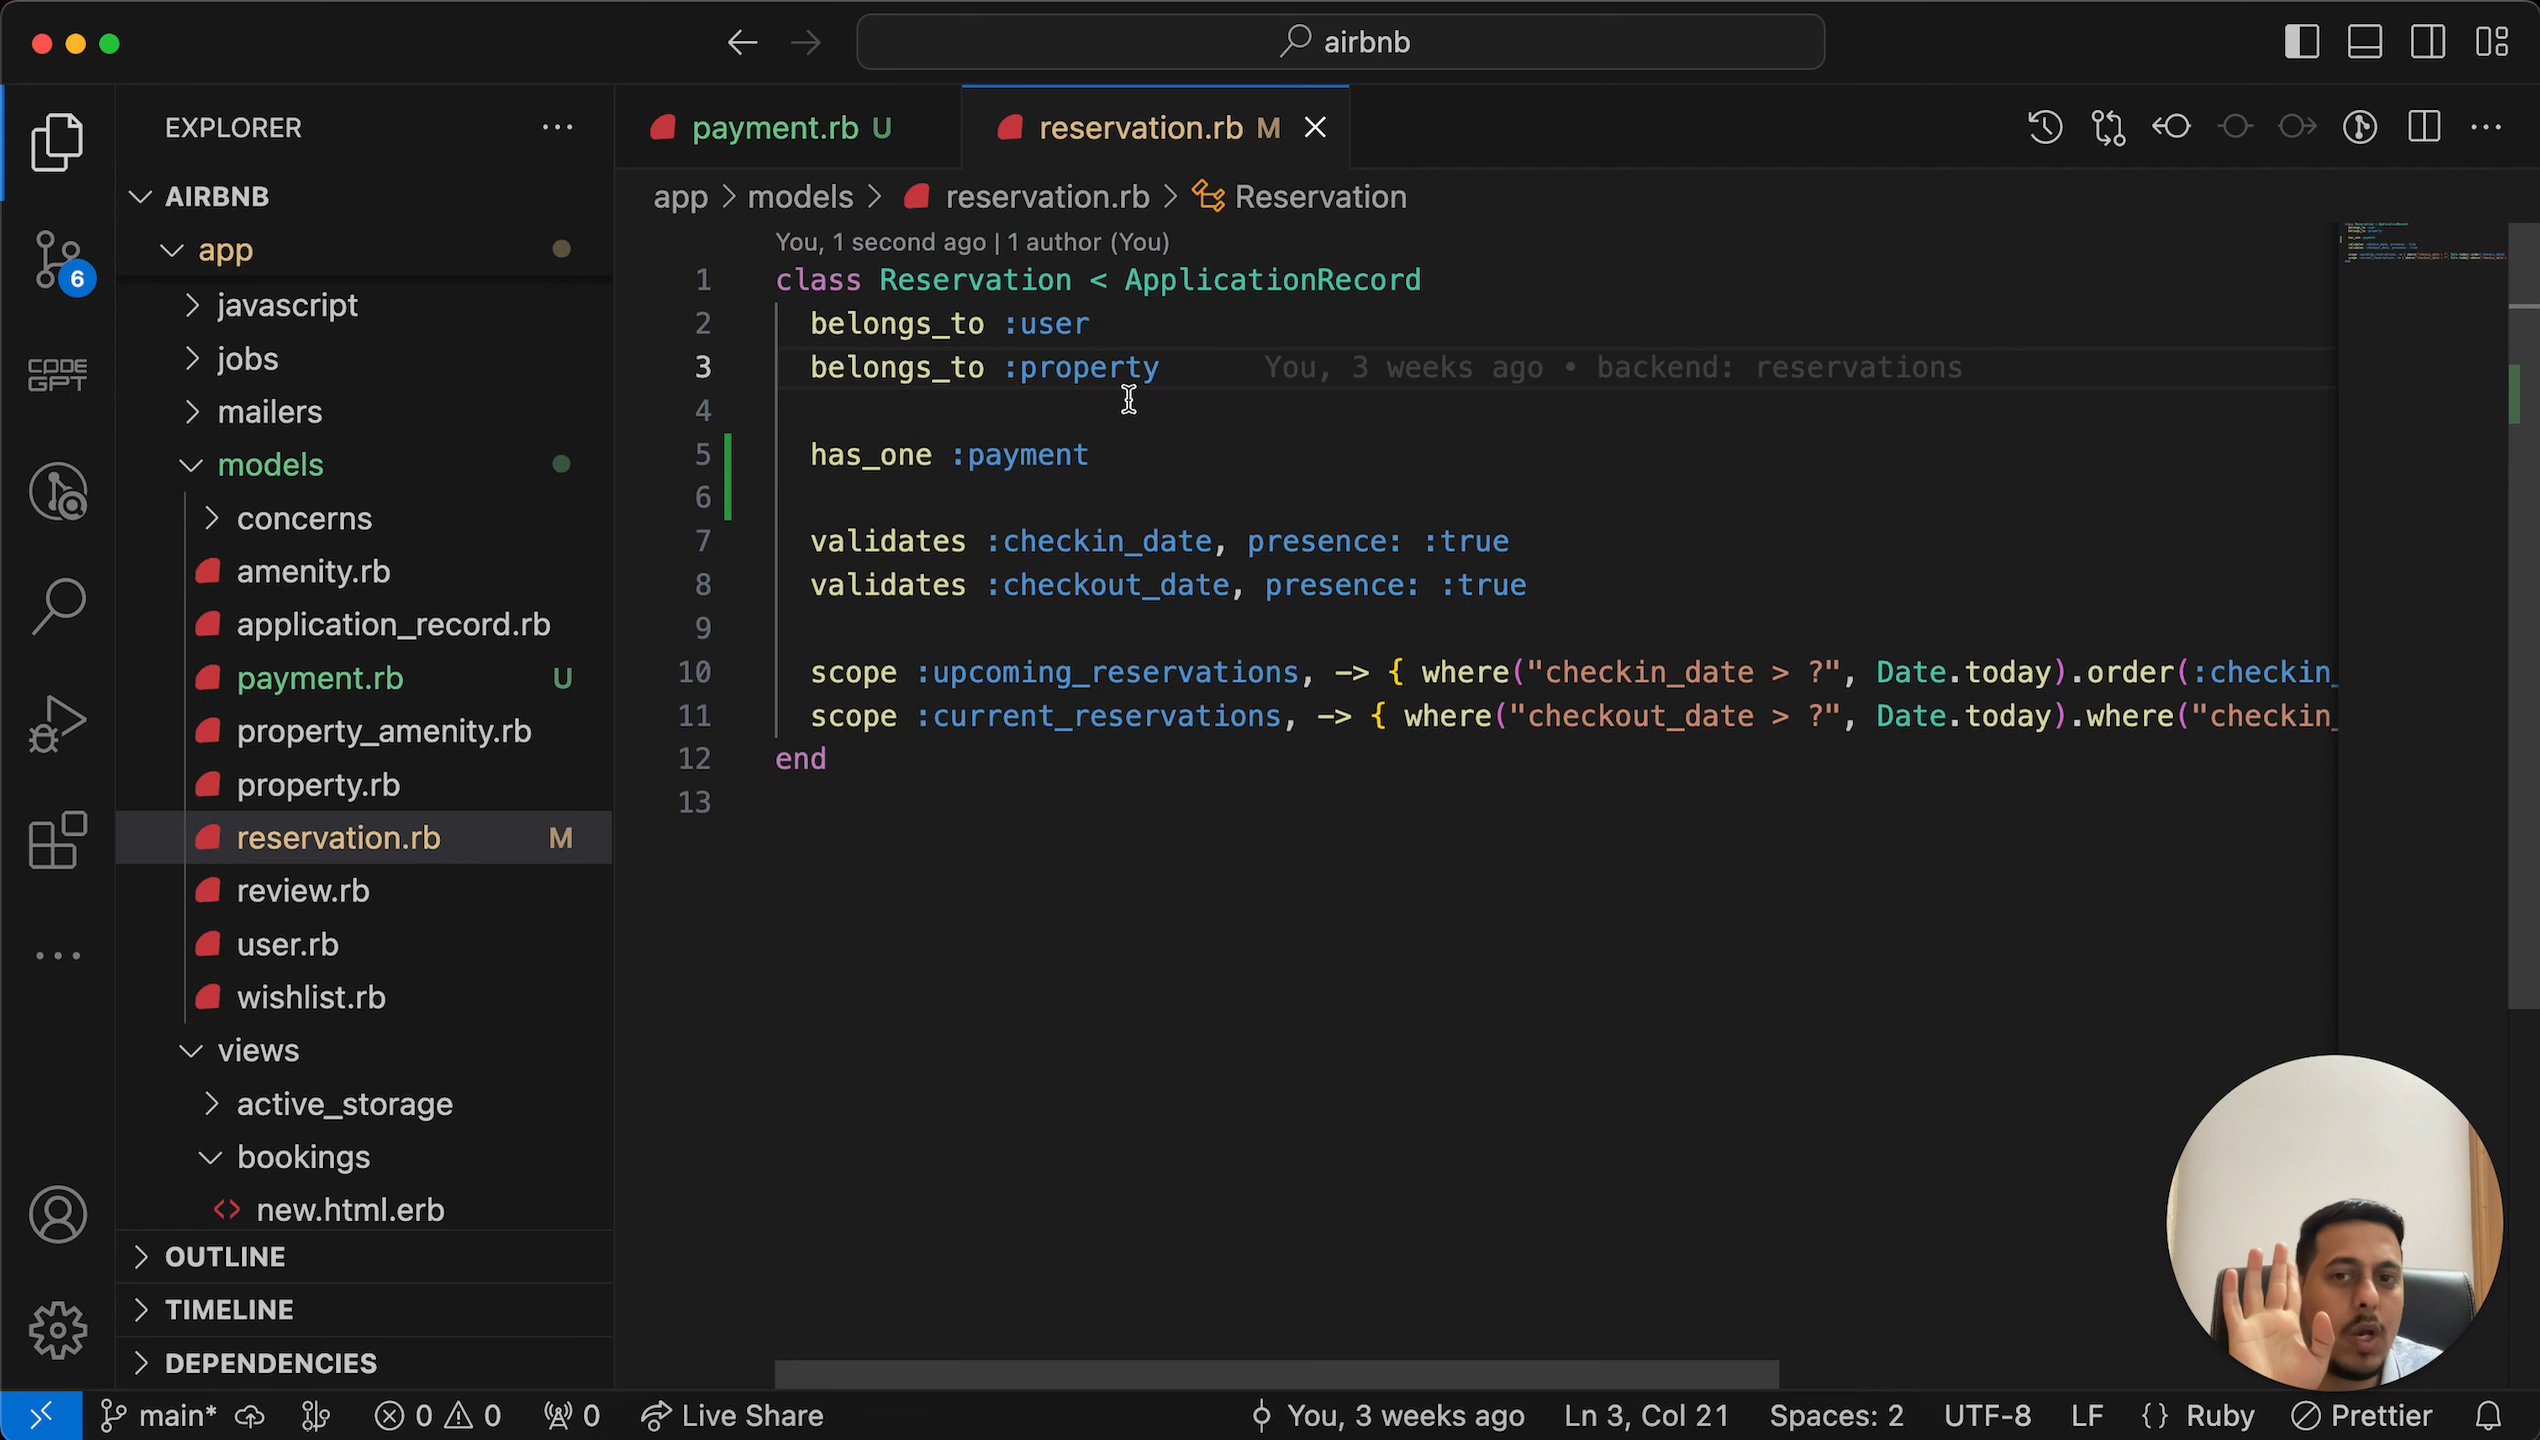 airbnb
EXPLORER
AIRBNB
app
javascript
jobs
mailers
models
concerns
amenity.rb
application_record.rb
payment.rb U
property_amenity.rb
property.rb
reservation.rb M
review.rb
user.rb
wishlist.rb
views
active_storage
bookings
<> new.html.erb
OUTLINE
TIMELINE
DEPENDENCIES
6
CODE
GPT
payment.rb U
reservation.rb M
app > models > reservation.rb > Reservation
You, 1 second ago | 1 author (You)
1 class Reservation < ApplicationRecord
2 belongs_to :user
3 belongs_to :property You, 3 weeks ago • backend: reservations
4
5 has_one :payment
6
7 validates :checkin_date, presence: :true
8 validates :checkout_date, presence: :true
9
10 scope :upcoming_reservations, -> { where("checkin_date > ?", Date.today).order(:checkin_
11 scope :current_reservations, -> { where("checkout_date > ?", Date.today).where("checkin_
12 end
13
main* 0 0 0 Live Share You, 3 weeks ago Ln 3, Col 21 Spaces: 2 UTF-8 LF {} Ruby Prettier